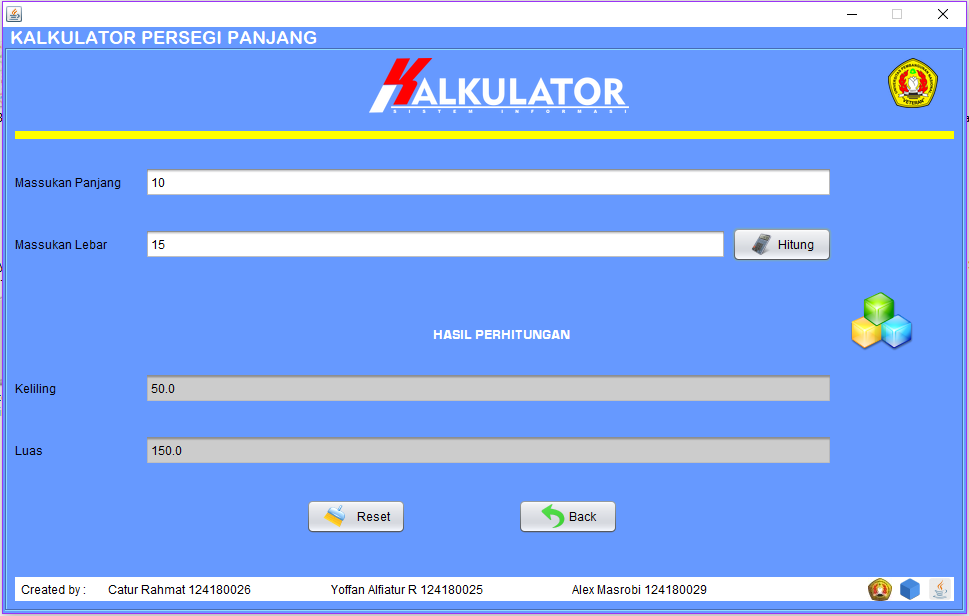 KALKULATOR PERSEGI PANJANG
KALKULATOR
SISTEM INFORMASI
Massukan Panjang 10
Massukan Lebar 15 Hitung
HASIL PERHITUNGAN
Keliling 50.0
Luas 150.0
Reset Back
Created by : Catur Rahmat 124180026 Yoffan Alfiatur R 124180025 Alex Masrobi 124180029